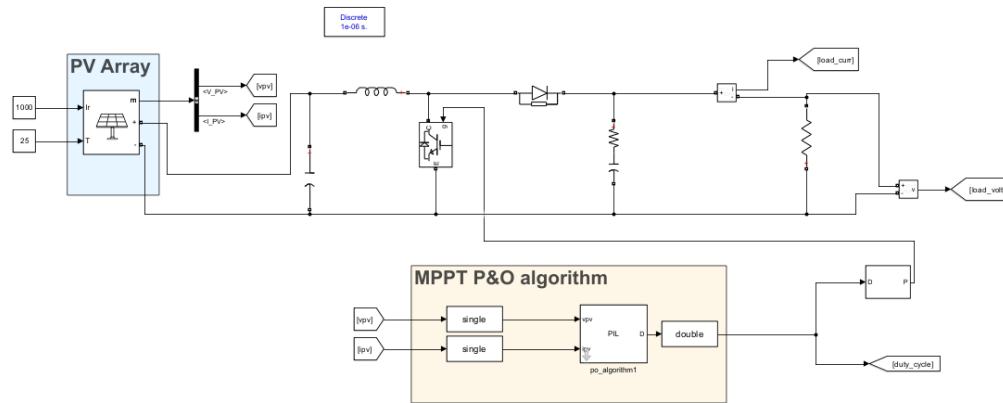 Discrete
1e-06 s.
PV Array
1000
Ir
m
+
25
T
-
<V_PV>
<I_PV>
[vpv]
[ipv]
g
C
E
+
i
-
[load_curr]
+
-
v
[load_volt]
MPPT P&O algorithm
[vpv]
single
vpv
PIL
D
double
[ipv]
single
ipv
po_algorithm1
D
P
[duty_cycle]